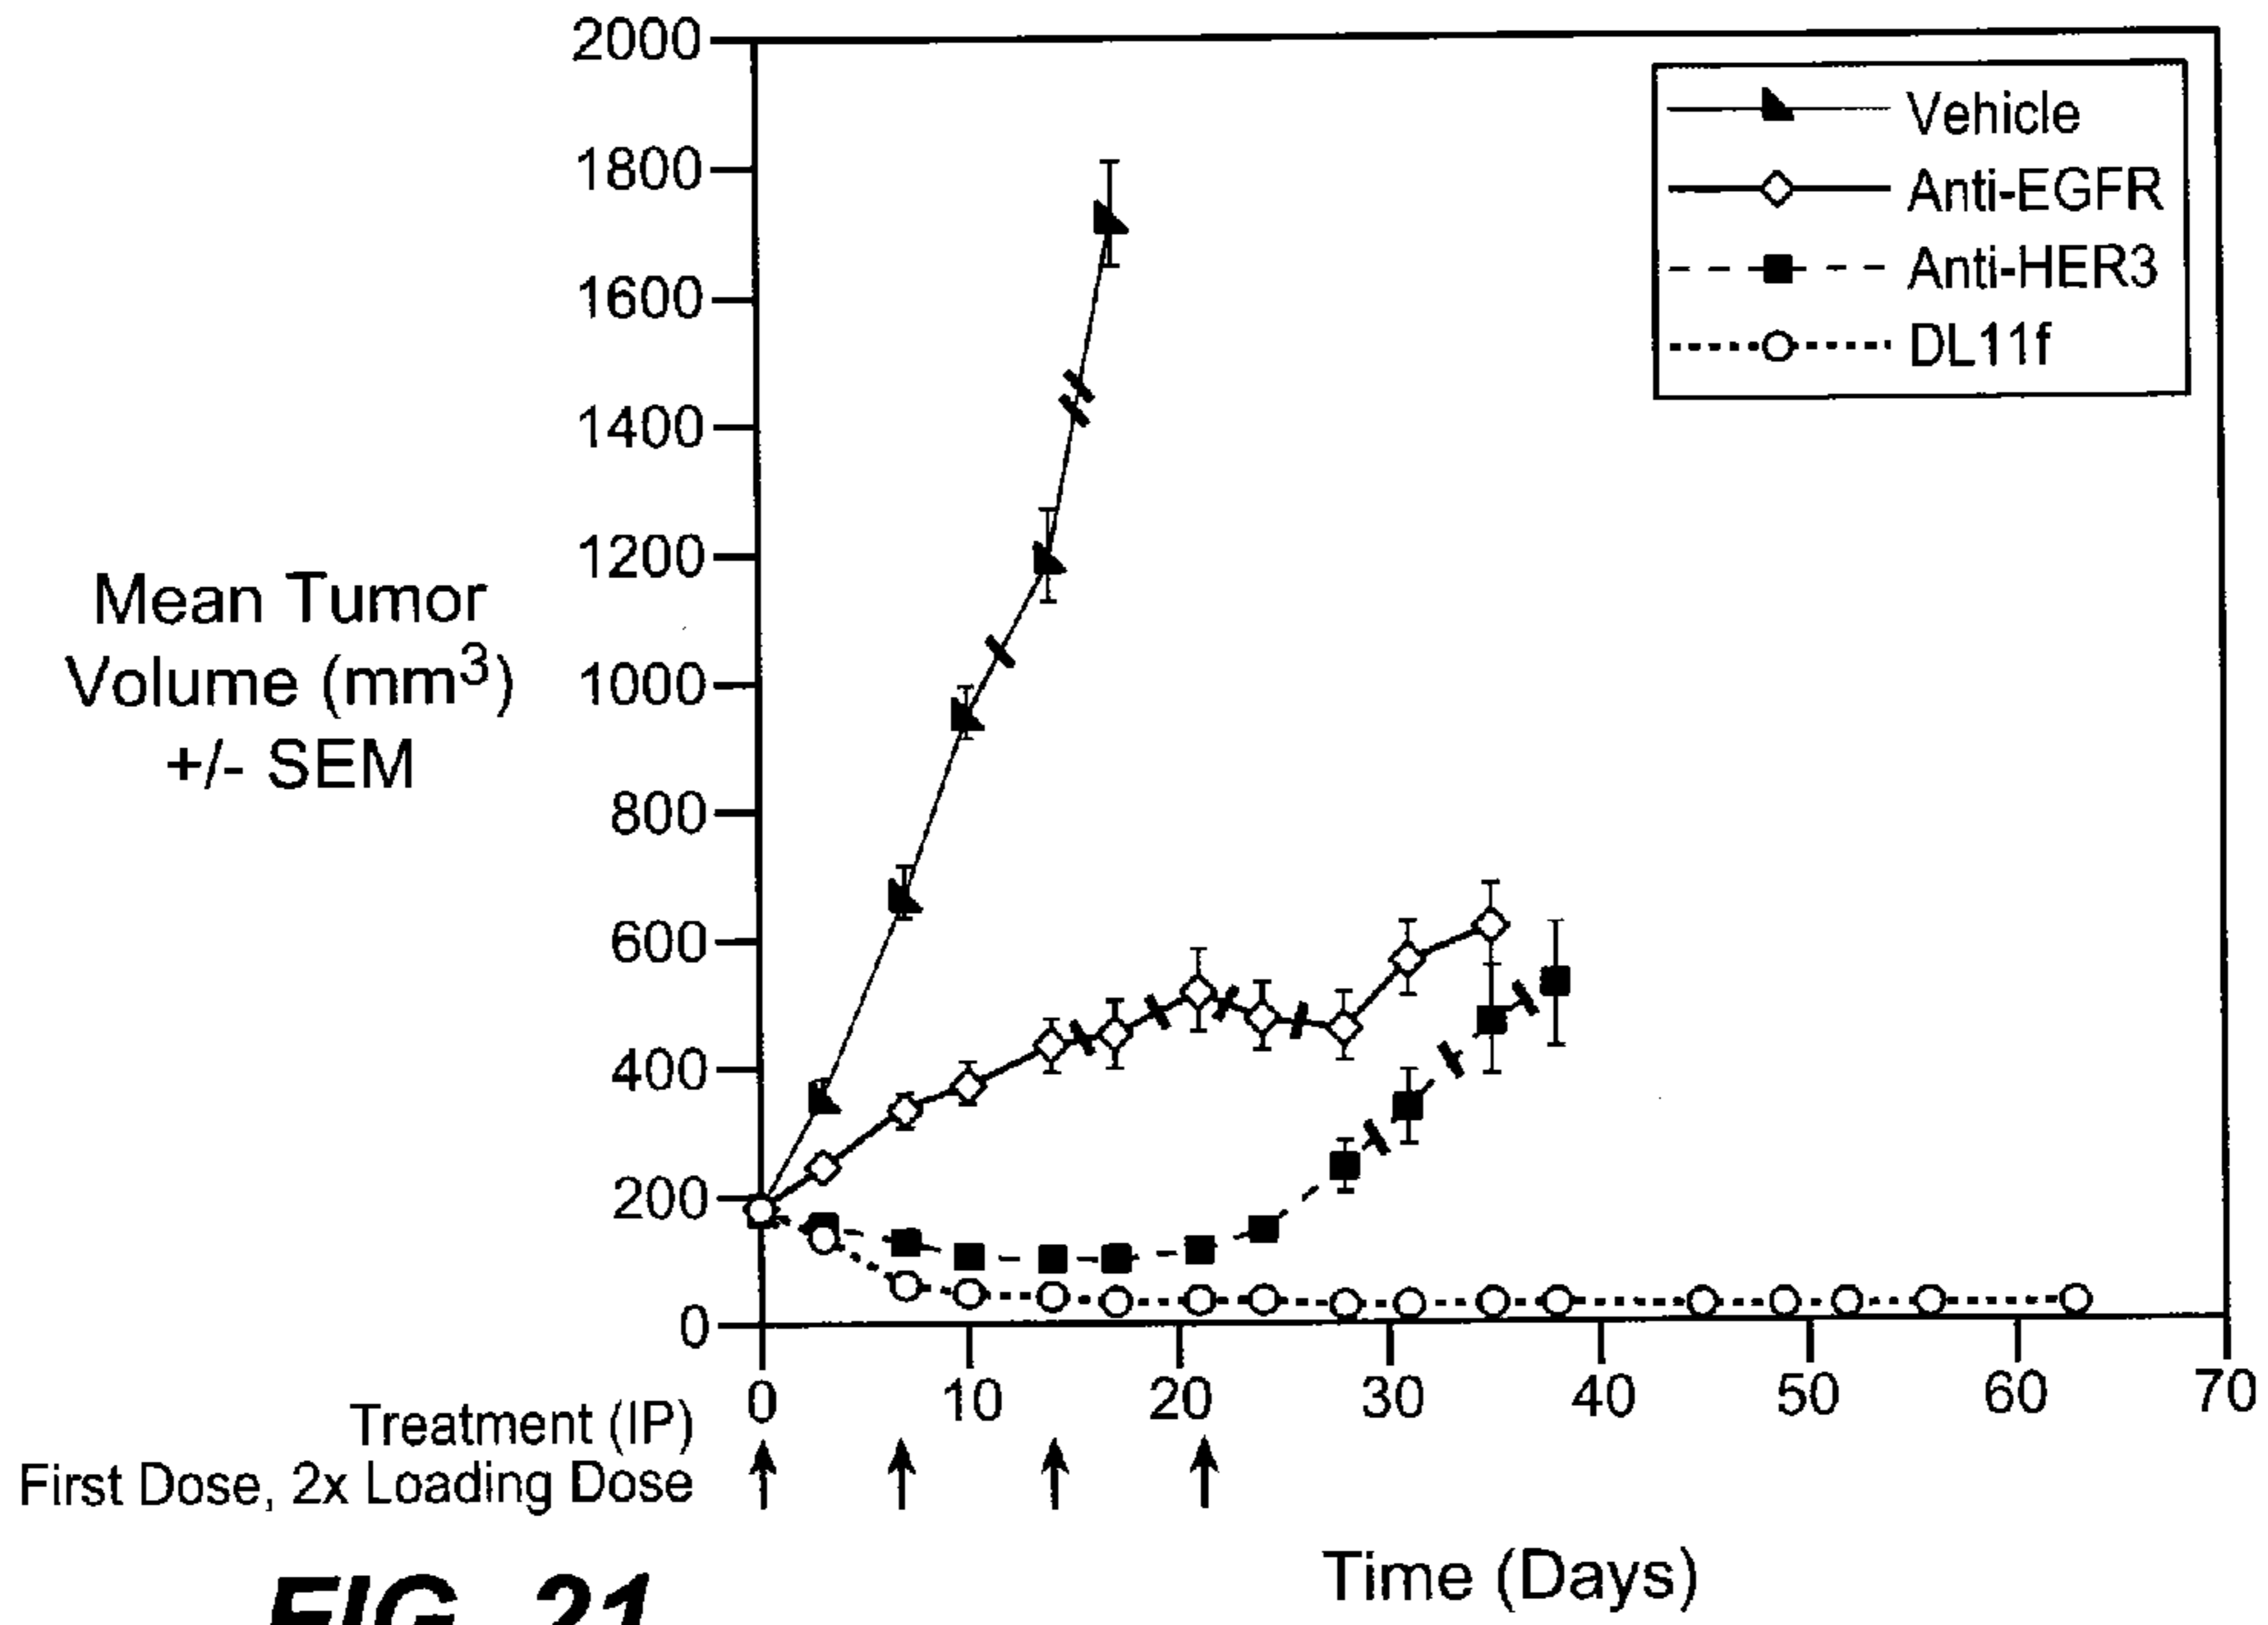 2000
1800
1600
1400
1200
1000
800
600
400
200
0
Mean Tumor
Volume (mm3)
+/- SEM
Vehicle
Anti-EGFR
Anti-HER3
DL11f
0 10 20 30 40 50 60 70
Treatment (IP)
First Dose, 2x Loading Dose
Time (Days)
FIG. 21